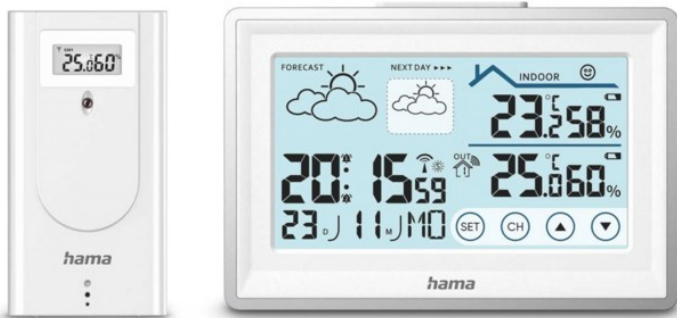 CH1
25.0 60%
hama
FORECAST
NEXT DAY ►►►
INDOOR
23.2 °C 58%
20:15 59
OUT
25.0 °C 60%
23 D 11 M MO
SET CH ▲ ▼
hama